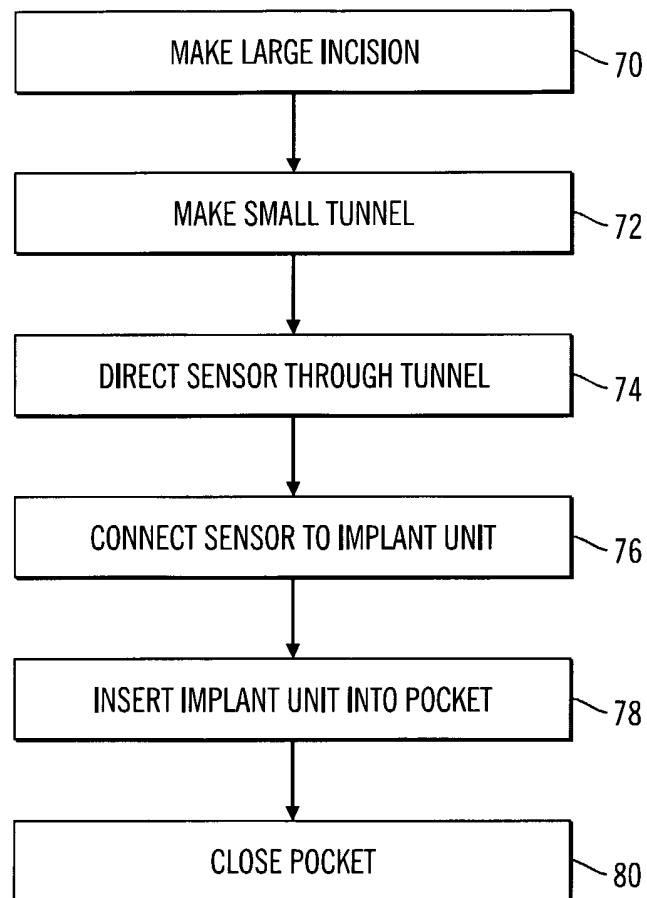 MAKE LARGE INCISION
70
MAKE SMALL TUNNEL
72
DIRECT SENSOR THROUGH TUNNEL
74
CONNECT SENSOR TO IMPLANT UNIT
76
INSERT IMPLANT UNIT INTO POCKET
78
CLOSE POCKET
80